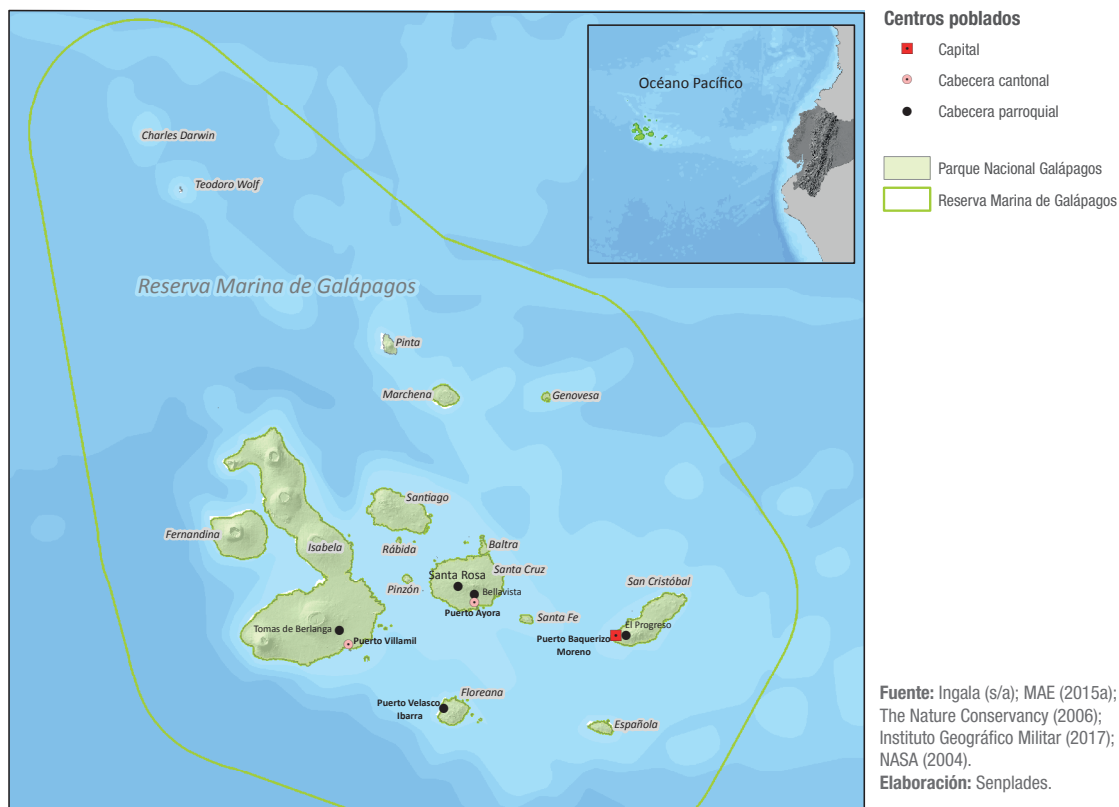 Centros poblados
Capital
Cabecera cantonal
Cabecera parroquial
Parque Nacional Galápagos
Reserva Marina de Galápagos
Océano Pacífico
Charles Darwin
Teodoro Wolf
Reserva Marina de Galápagos
Pinta
Marchena
Genovesa
Santiago
Fernandina
Isabela
Rábida
Baltra
Santa Cruz
Santa Rosa
Pinzón
Bellavista
San Cristóbal
Puerto Ayora
Santa Fe
Tomas de Berlanga
El Progreso
Puerto Villamil
Puerto Baquerizo
Moreno
Floreana
Puerto Velasco
Ibarra
Española
Fuente: Ingala (s/a); MAE (2015a);
The Nature Conservancy (2006);
Instituto Geográfico Militar (2017);
NASA (2004).
Elaboración: Senplades.